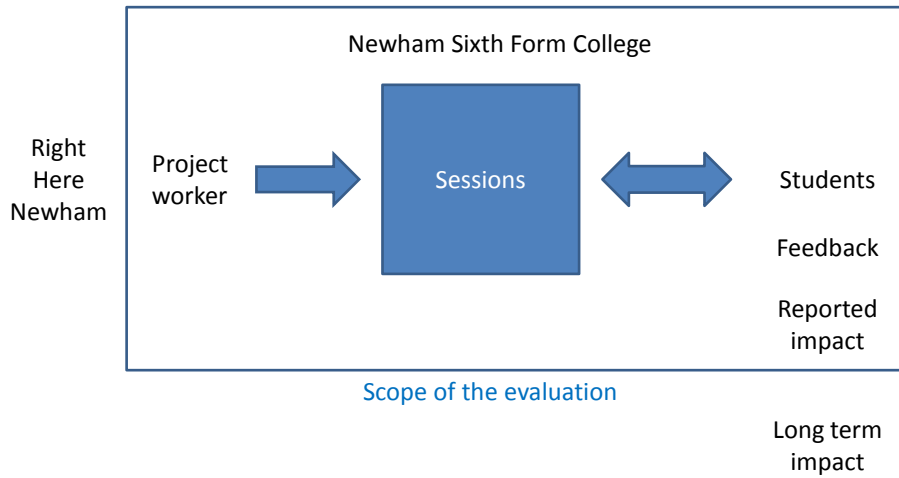 Newham Sixth Form College
Right
Here
Newham
Project
worker
Sessions
Students
Feedback
Reported
impact
Scope of the evaluation
Long term
impact